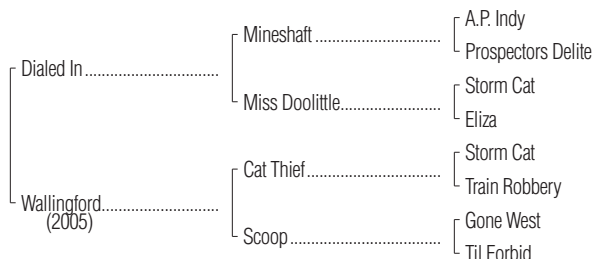 A.P. Indy
Mineshaft
Prospectors Delite
Dialed In
Storm Cat
Miss Doolittle
Eliza
Storm Cat
Cat Thief
Train Robbery
Wallingford
(2005)
Gone West
Scoop
Til Forbid